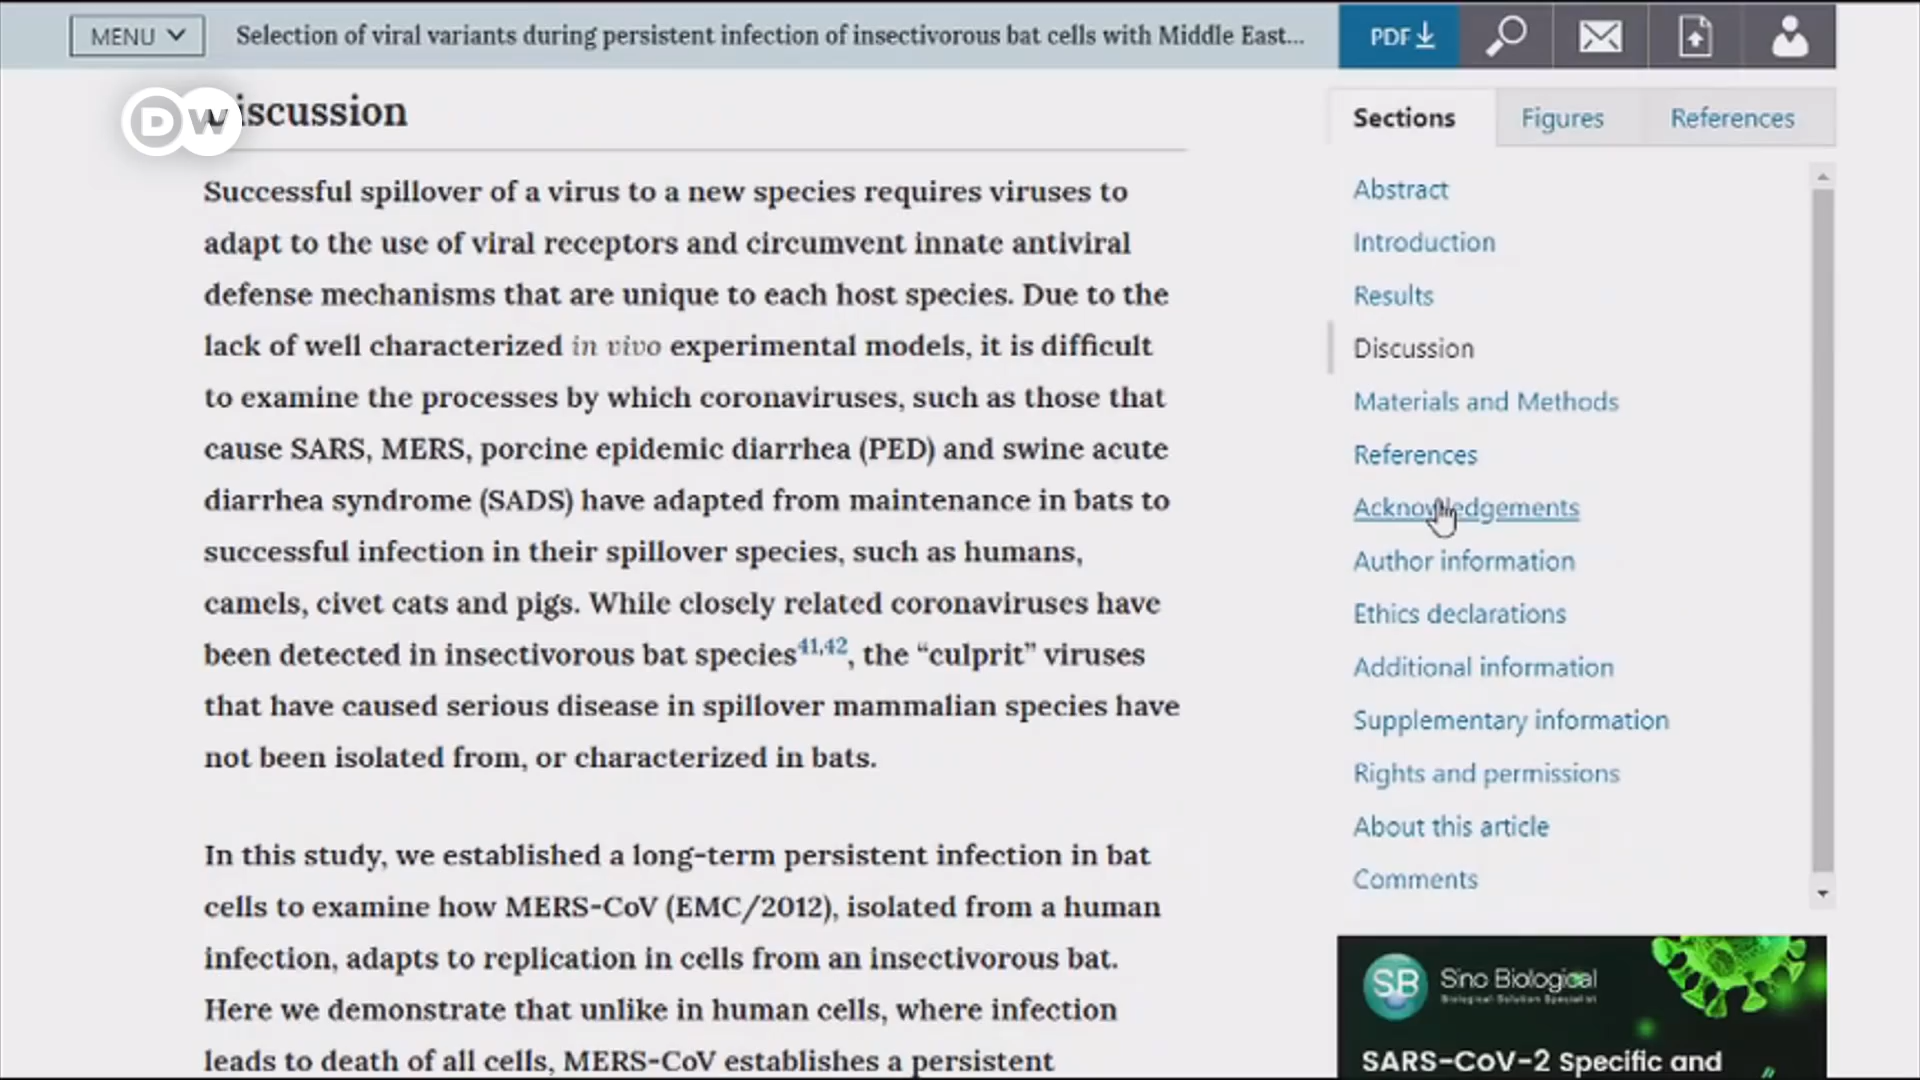 MENU
Selection of viral variants during persistent infection of insectivorous bat cells with Middle East...
PDF
DW
Discussion
Successful spillover of a virus to a new species requires viruses to
adapt to the use of viral receptors and circumvent innate antiviral
defense mechanisms that are unique to each host species. Due to the
lack of well characterized in vivo experimental models, it is difficult
to examine the processes by which coronaviruses, such as those that
cause SARS, MERS, porcine epidemic diarrhea (PED) and swine acute
diarrhea syndrome (SADS) have adapted from maintenance in bats to
successful infection in their spillover species, such as humans,
camels, civet cats and pigs. While closely related coronaviruses have
been detected in insectivorous bat species41,42, the “culprit” viruses
that have caused serious disease in spillover mammalian species have
not been isolated from, or characterized in bats.
In this study, we established a long-term persistent infection in bat
cells to examine how MERS-CoV (EMC/2012), isolated from a human
infection, adapts to replication in cells from an insectivorous bat.
Here we demonstrate that unlike in human cells, where infection
leads to death of all cells, MERS-CoV establishes a persistent
Sections
Figures
References
Abstract
Introduction
Results
Discussion
Materials and Methods
References
Acknowledgements
Author information
Ethics declarations
Additional information
Supplementary information
Rights and permissions
About this article
Comments
SB
Sino Biological
Biological Solution Specialist
SARS-CoV-2 Specific and